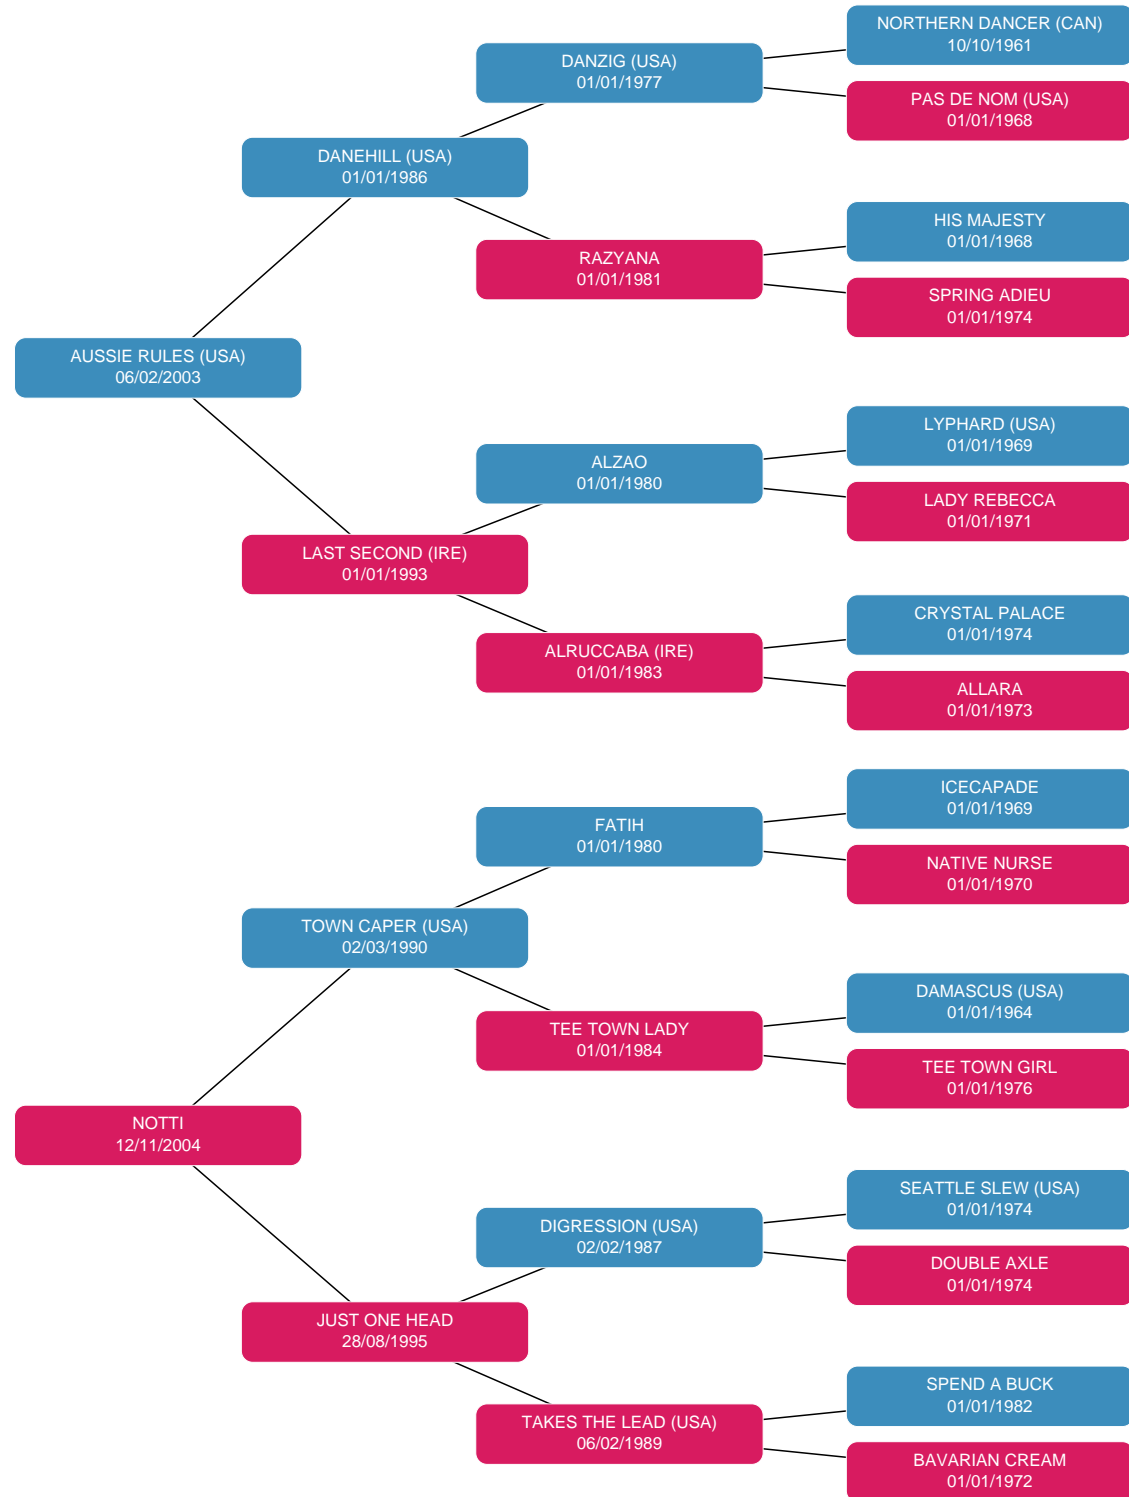 NORTHERN DANCER (CAN)
10/10/1961
DANZIG (USA)
01/01/1977
PAS DE NOM (USA)
01/01/1968
DANEHILL (USA)
01/01/1986
HIS MAJESTY
01/01/1968
RAZYANA
01/01/1981
SPRING ADIEU
01/01/1974
AUSSIE RULES (USA)
06/02/2003
LYPHARD (USA)
01/01/1969
ALZAO
01/01/1980
LADY REBECCA
01/01/1971
LAST SECOND (IRE)
01/01/1993
CRYSTAL PALACE
01/01/1974
ALRUCCABA (IRE)
01/01/1983
ALLARA
01/01/1973
ICECAPADE
01/01/1969
FATIH
01/01/1980
NATIVE NURSE
01/01/1970
TOWN CAPER (USA)
02/03/1990
DAMASCUS (USA)
01/01/1964
TEE TOWN LADY
01/01/1984
TEE TOWN GIRL
01/01/1976
NOTTI
12/11/2004
SEATTLE SLEW (USA)
01/01/1974
DIGRESSION (USA)
02/02/1987
DOUBLE AXLE
01/01/1974
JUST ONE HEAD
28/08/1995
SPEND A BUCK
01/01/1982
TAKES THE LEAD (USA)
06/02/1989
BAVARIAN CREAM
01/01/1972